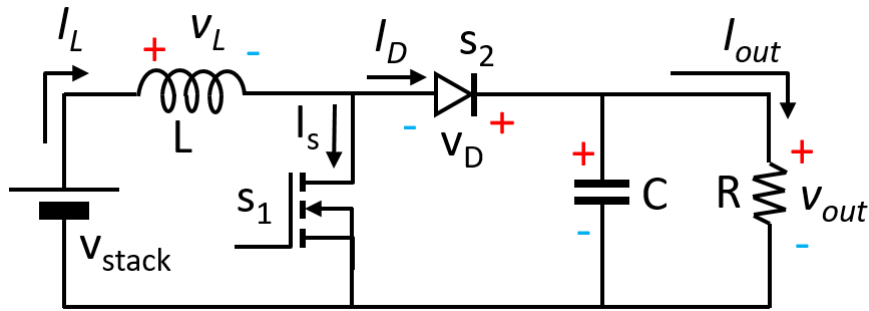 I_L
+ v_L -
I_D
s_2
I_out
L
I_s
- v_D +
s_1
+
C
-
R
+
v_out
-
v_stack